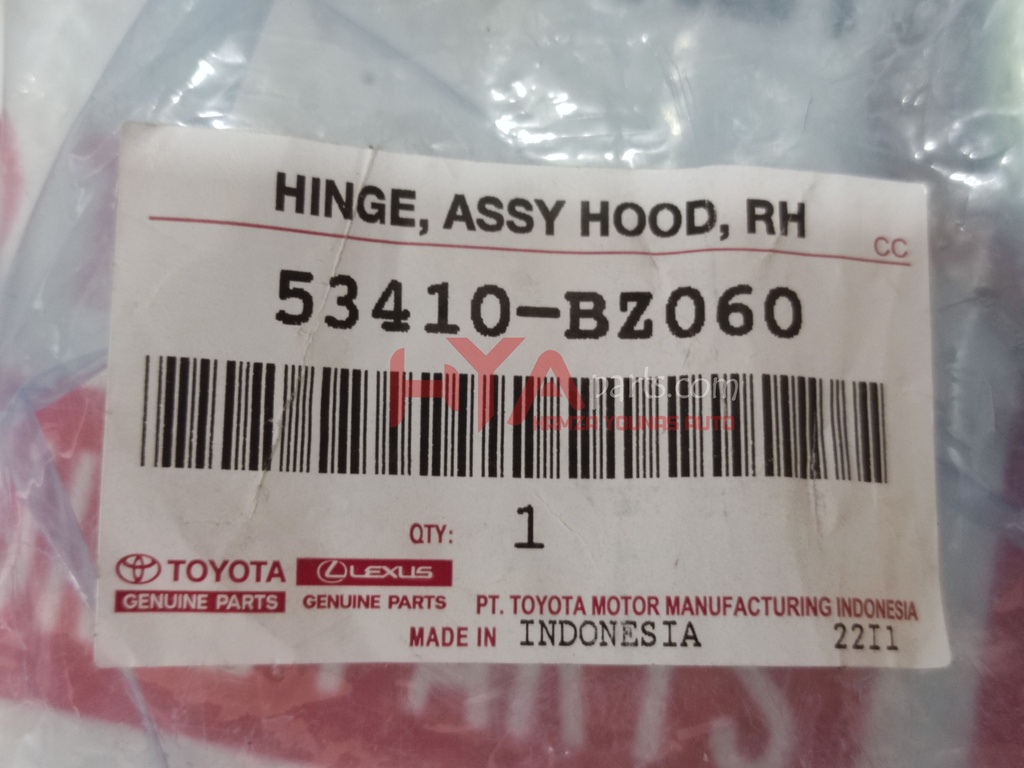 HINGE, ASSY HOOD, RH
CC
53410-BZ060
HYA parts.com
HAMZA YOUNAS AUTO
QTY: 1
TOYOTA LEXUS
GENUINE PARTS GENUINE PARTS PT. TOYOTA MOTOR MANUFACTURING INDONESIA
MADE IN INDONESIA 22I1
PARTS